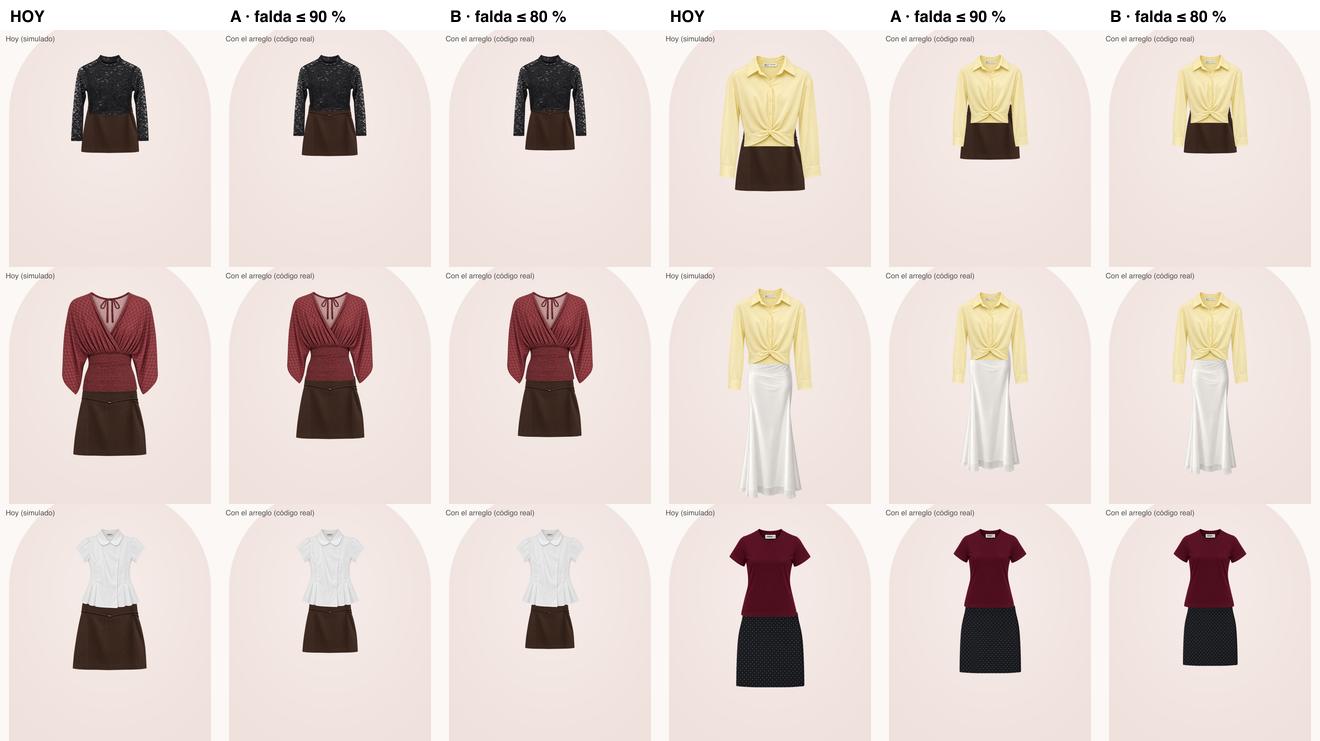 HOY
A · falda ≤ 90 %
B · falda ≤ 80 %
HOY
A · falda ≤ 90 %
B · falda ≤ 80 %
Hoy (simulado)
Con el arreglo (código real)
Con el arreglo (código real)
Hoy (simulado)
Con el arreglo (código real)
Con el arreglo (código real)
Hoy (simulado)
Con el arreglo (código real)
Con el arreglo (código real)
Hoy (simulado)
Con el arreglo (código real)
Con el arreglo (código real)
Hoy (simulado)
Con el arreglo (código real)
Con el arreglo (código real)
Hoy (simulado)
Con el arreglo (código real)
Con el arreglo (código real)